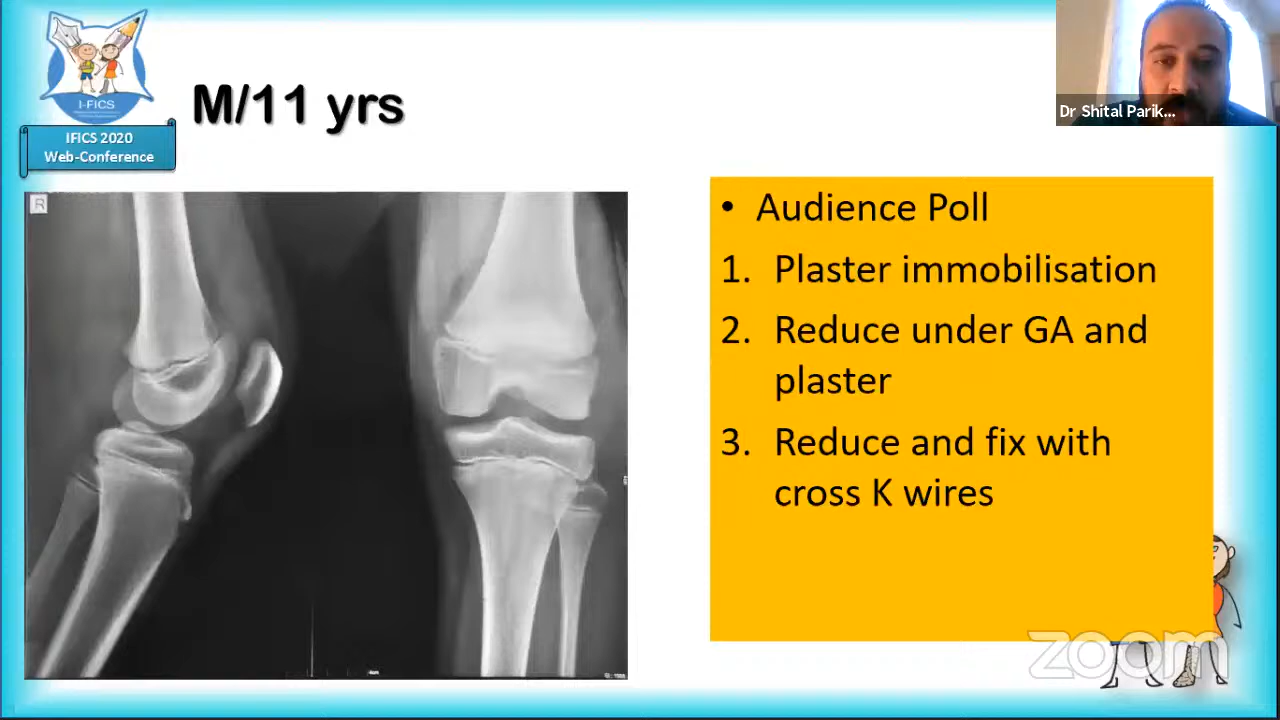 I-FICS
IFICS 2020
Web-Conference
M/11 yrs
Dr Shital Parik...
R
• Audience Poll
1. Plaster immobilisation
2. Reduce under GA and
plaster
3. Reduce and fix with
cross K wires
zoom